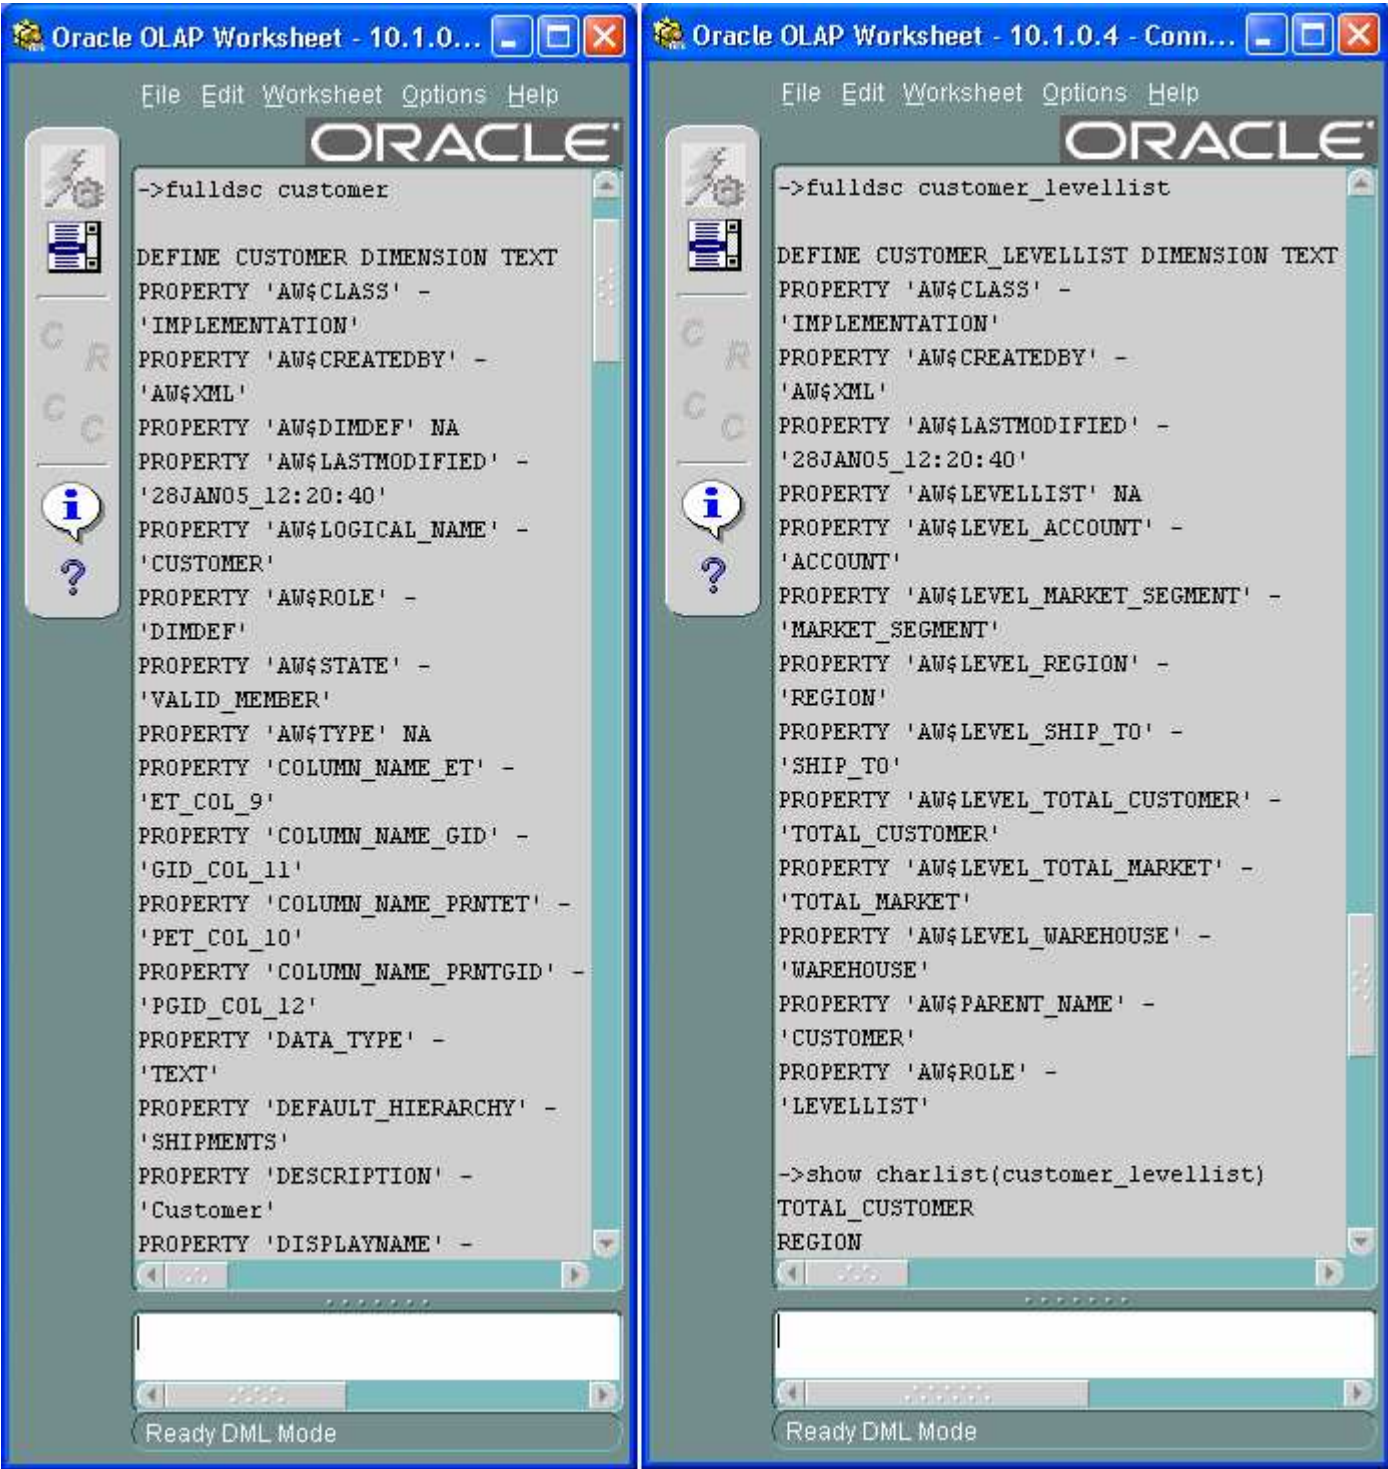 Oracle OLAP Worksheet - 10.1.0...
File Edit Worksheet Options Help
ORACLE
->fulldsc customer
DEFINE CUSTOMER DIMENSION TEXT
PROPERTY 'AW$CLASS' -
'IMPLEMENTATION'
PROPERTY 'AW$CREATEDBY' -
'AW$XML'
PROPERTY 'AW$DIMDEF' NA
PROPERTY 'AW$LASTMODIFIED' -
'28JAN05_12:20:40'
PROPERTY 'AW$LOGICAL_NAME' -
'CUSTOMER'
PROPERTY 'AW$ROLE' -
'DIMDEF'
PROPERTY 'AW$STATE' -
'VALID_MEMBER'
PROPERTY 'AW$TYPE' NA
PROPERTY 'COLUMN_NAME_ET' -
'ET_COL_9'
PROPERTY 'COLUMN_NAME_GID' -
'GID_COL_11'
PROPERTY 'COLUMN_NAME_PRNTET' -
'PET_COL_10'
PROPERTY 'COLUMN_NAME_PRNTGID' -
'PGID_COL_12'
PROPERTY 'DATA_TYPE' -
'TEXT'
PROPERTY 'DEFAULT_HIERARCHY' -
'SHIPMENTS'
PROPERTY 'DESCRIPTION' -
'Customer'
PROPERTY 'DISPLAYNAME' -
C R
C C
i
?
Ready DML Mode
Oracle OLAP Worksheet - 10.1.0.4 - Conn...
File Edit Worksheet Options Help
ORACLE
->fulldsc customer_levellist
DEFINE CUSTOMER_LEVELLIST DIMENSION TEXT
PROPERTY 'AW$CLASS' -
'IMPLEMENTATION'
PROPERTY 'AW$CREATEDBY' -
'AW$XML'
PROPERTY 'AW$LASTMODIFIED' -
'28JAN05_12:20:40'
PROPERTY 'AW$LEVELLIST' NA
PROPERTY 'AW$LEVEL_ACCOUNT' -
'ACCOUNT'
PROPERTY 'AW$LEVEL_MARKET_SEGMENT' -
'MARKET_SEGMENT'
PROPERTY 'AW$LEVEL_REGION' -
'REGION'
PROPERTY 'AW$LEVEL_SHIP_TO' -
'SHIP_TO'
PROPERTY 'AW$LEVEL_TOTAL_CUSTOMER' -
'TOTAL_CUSTOMER'
PROPERTY 'AW$LEVEL_TOTAL_MARKET' -
'TOTAL_MARKET'
PROPERTY 'AW$LEVEL_WAREHOUSE' -
'WAREHOUSE'
PROPERTY 'AW$PARENT_NAME' -
'CUSTOMER'
PROPERTY 'AW$ROLE' -
'LEVELLIST'
->show charlist(customer_levellist)
TOTAL_CUSTOMER
REGION
C R
C C
i
?
Ready DML Mode